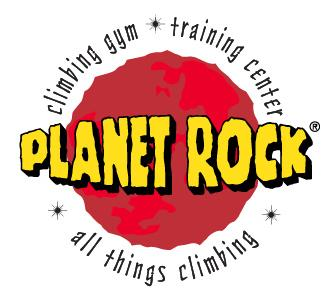 climbing gym * training center
PLANET ROCK®
all things climbing